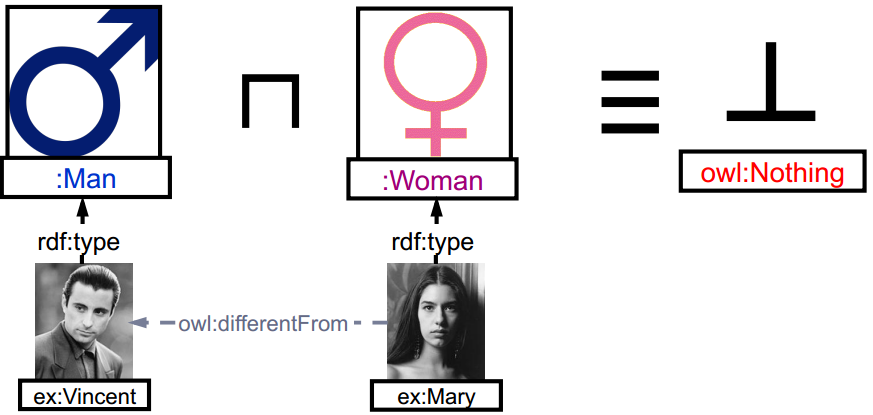 ⊓
≡
⊥
:Man
:Woman
owl:Nothing
rdf:type
rdf:type
owl:differentFrom
ex:Vincent
ex:Mary